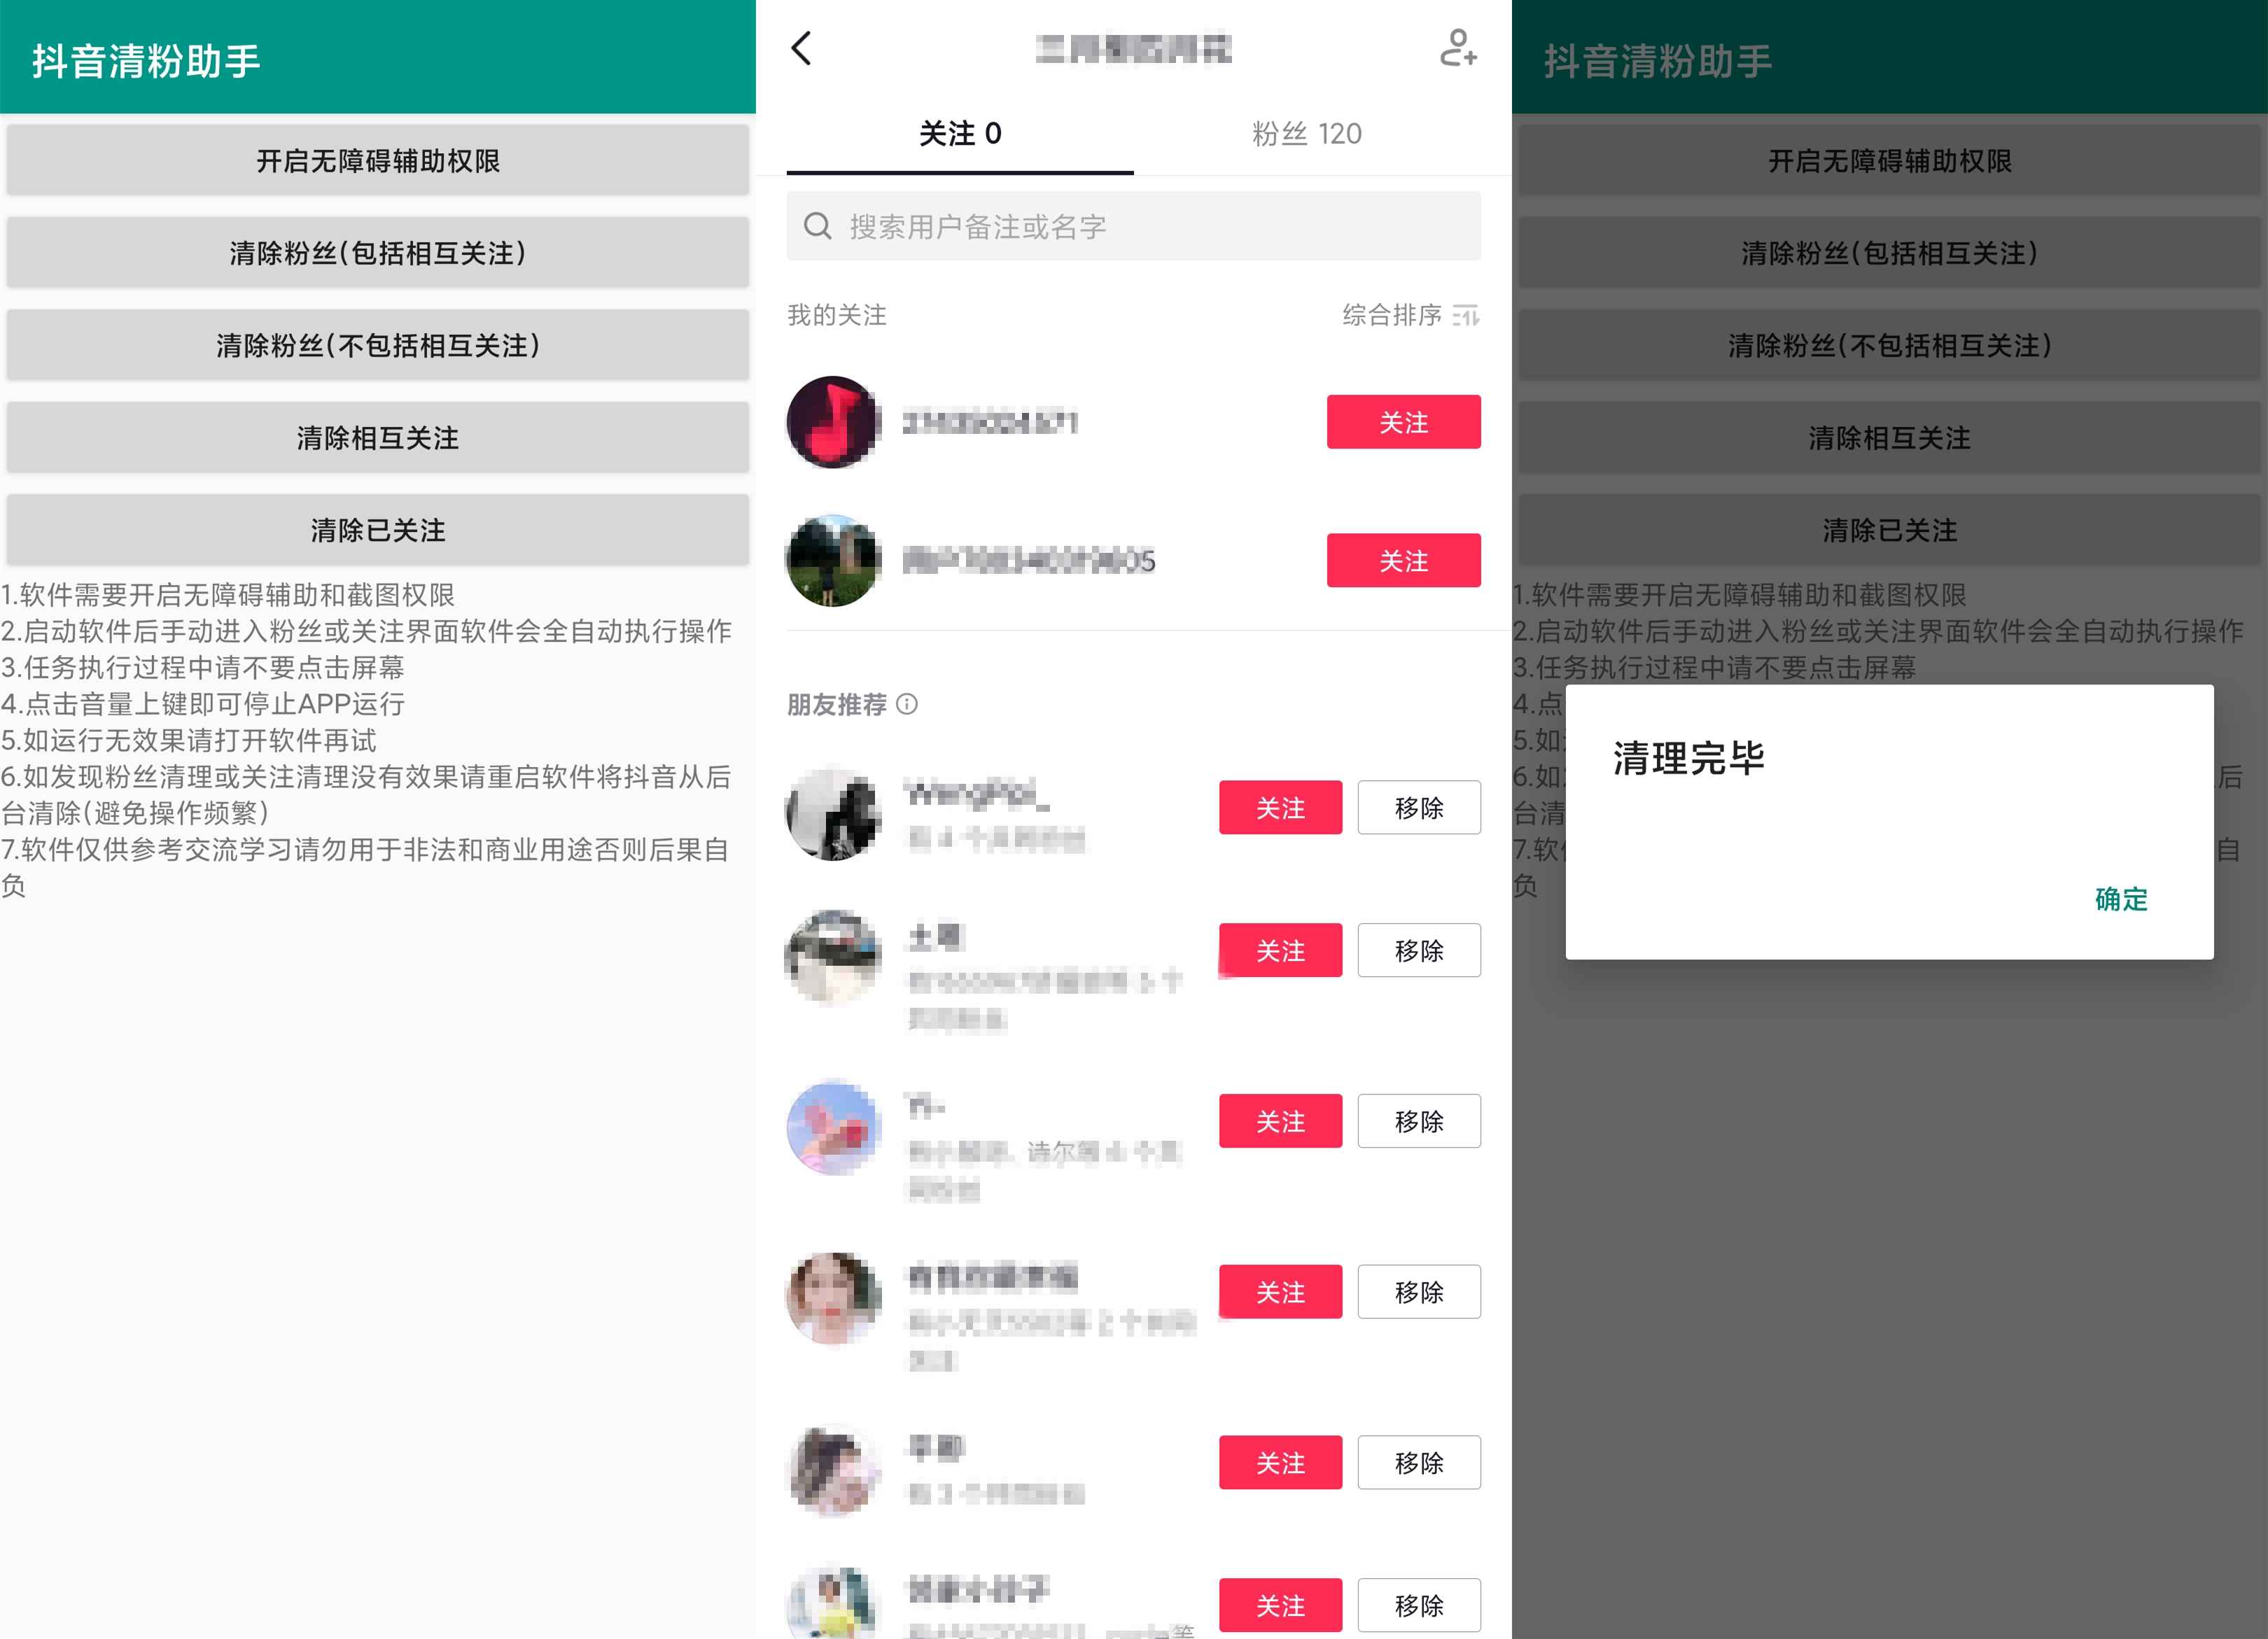 抖音清粉助手
开启无障碍辅助权限
清除粉丝(包括相互关注)
清除粉丝(不包括相互关注)
清除相互关注
清除已关注
1.软件需要开启无障碍辅助和截图权限
2.启动软件后手动进入粉丝或关注界面软件会全自动执行操作
3.任务执行过程中请不要点击屏幕
4.点击音量上键即可停止APP运行
5.如运行无效果请打开软件再试
6.如发现粉丝清理或关注清理没有效果请重启软件将抖音从后
台清除(避免操作频繁)
7.软件仅供参考交流学习请勿用于非法和商业用途否则后果自
负
关注 0
粉丝 120
搜索用户备注或名字
我的关注
综合排序
关注
关注
朋友推荐
关注
移除
关注
移除
关注
移除
关注
移除
关注
移除
关注
移除
抖音清粉助手
开启无障碍辅助权限
清除粉丝(包括相互关注)
清除粉丝(不包括相互关注)
清除相互关注
清除已关注
1.软件需要开启无障碍辅助和截图权限
2.启动软件后手动进入粉丝或关注界面软件会全自动执行操作
3.任务执行过程中请不要点击屏幕
4.点
5.如
6.如 后
台清
7.软 自
负
清理完毕
确定